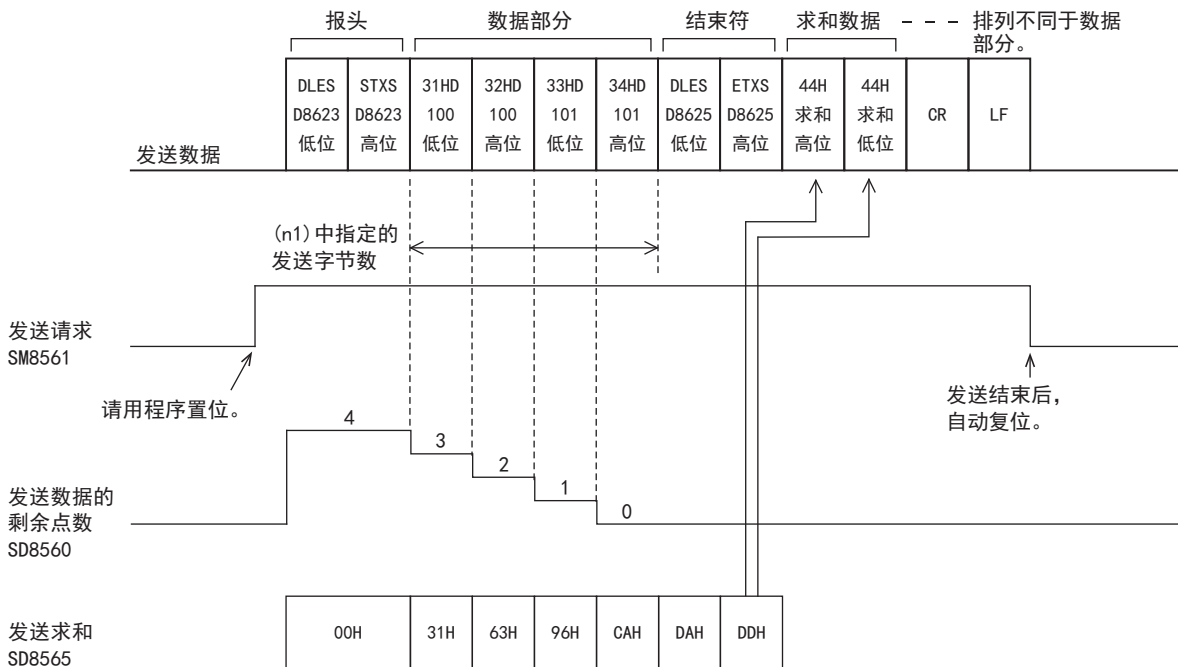 报头 数据部分 结束符 求和数据 - - - 排列不同于数据
部分。
DLES STXS 31HD 32HD 33HD 34HD DLES ETXS 44H 44H
D8623 D8623 100 100 101 101 D8625 D8625 求和 求和 CR LF
低位 高位 低位 高位 低位 高位 低位 高位 高位 低位
发送数据
(n1)中指定的
发送字节数
发送请求
SM8561
请用程序置位。
发送结束后，
自动复位。
4
3
2
1
0
发送数据的
剩余点数
SD8560
发送求和
SD8565
00H 31H 63H 96H CAH DAH DDH